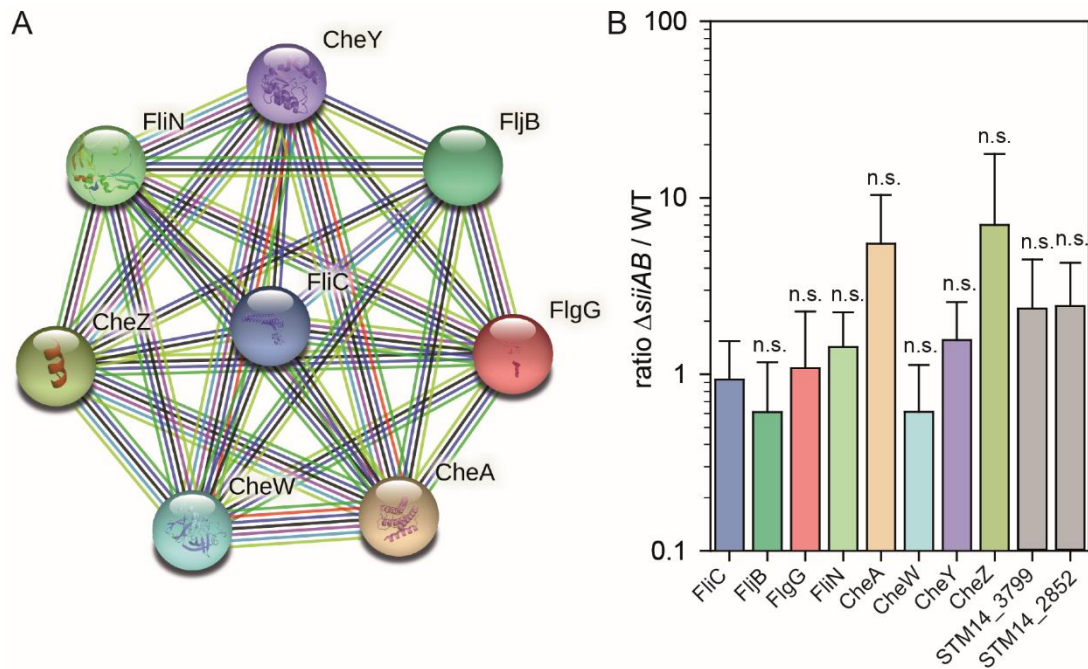 A
CheY
FliN
FljB
FliC
CheZ
FlgG
CheW
CheA
B
ratio ΔsiiAB / WT
100
10
1
0.1
n.s.
n.s.
n.s.
n.s.
n.s.
n.s.
n.s.
n.s.
n.s.
FliC
FljB
FlgG
FliN
CheA
CheW
CheY
CheZ
STM14_3799
STM14_2852